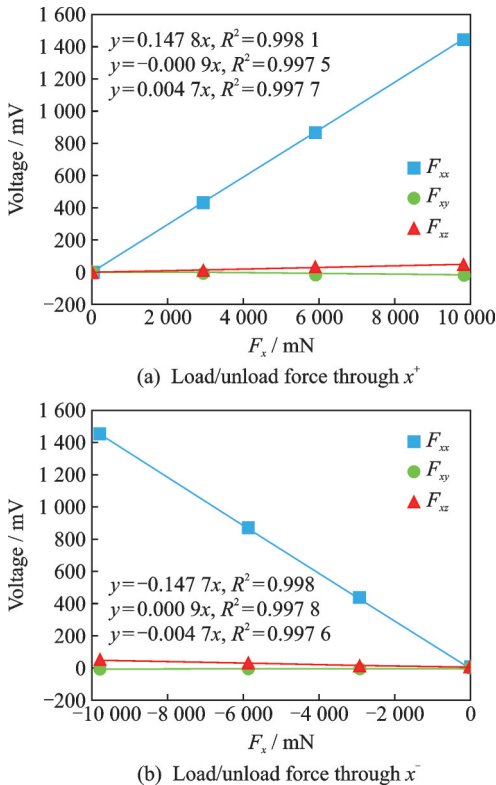 1 600
1 400
1 200
1 000
800
600
400
200
0
−200
Voltage / mV
y=0.147 8x, R²=0.998 1
y=−0.000 9x, R²=0.997 5
y=0.004 7x, R²=0.997 7
Fxx
Fxy
Fxz
0 2 000 4 000 6 000 8 000 10 000
Fx / mN
(a) Load/unload force through x⁺
1 600
1 400
1 200
1 000
800
600
400
200
0
−200
Voltage / mV
Fxx
Fxy
Fxz
y=−0.147 7x, R²=0.998
y=0.000 9x, R²=0.997 8
y=−0.004 7x, R²=0.997 6
−10 000 −8 000 −6 000 −4 000 −2 000 0
Fx / mN
(b) Load/unload force through x⁻